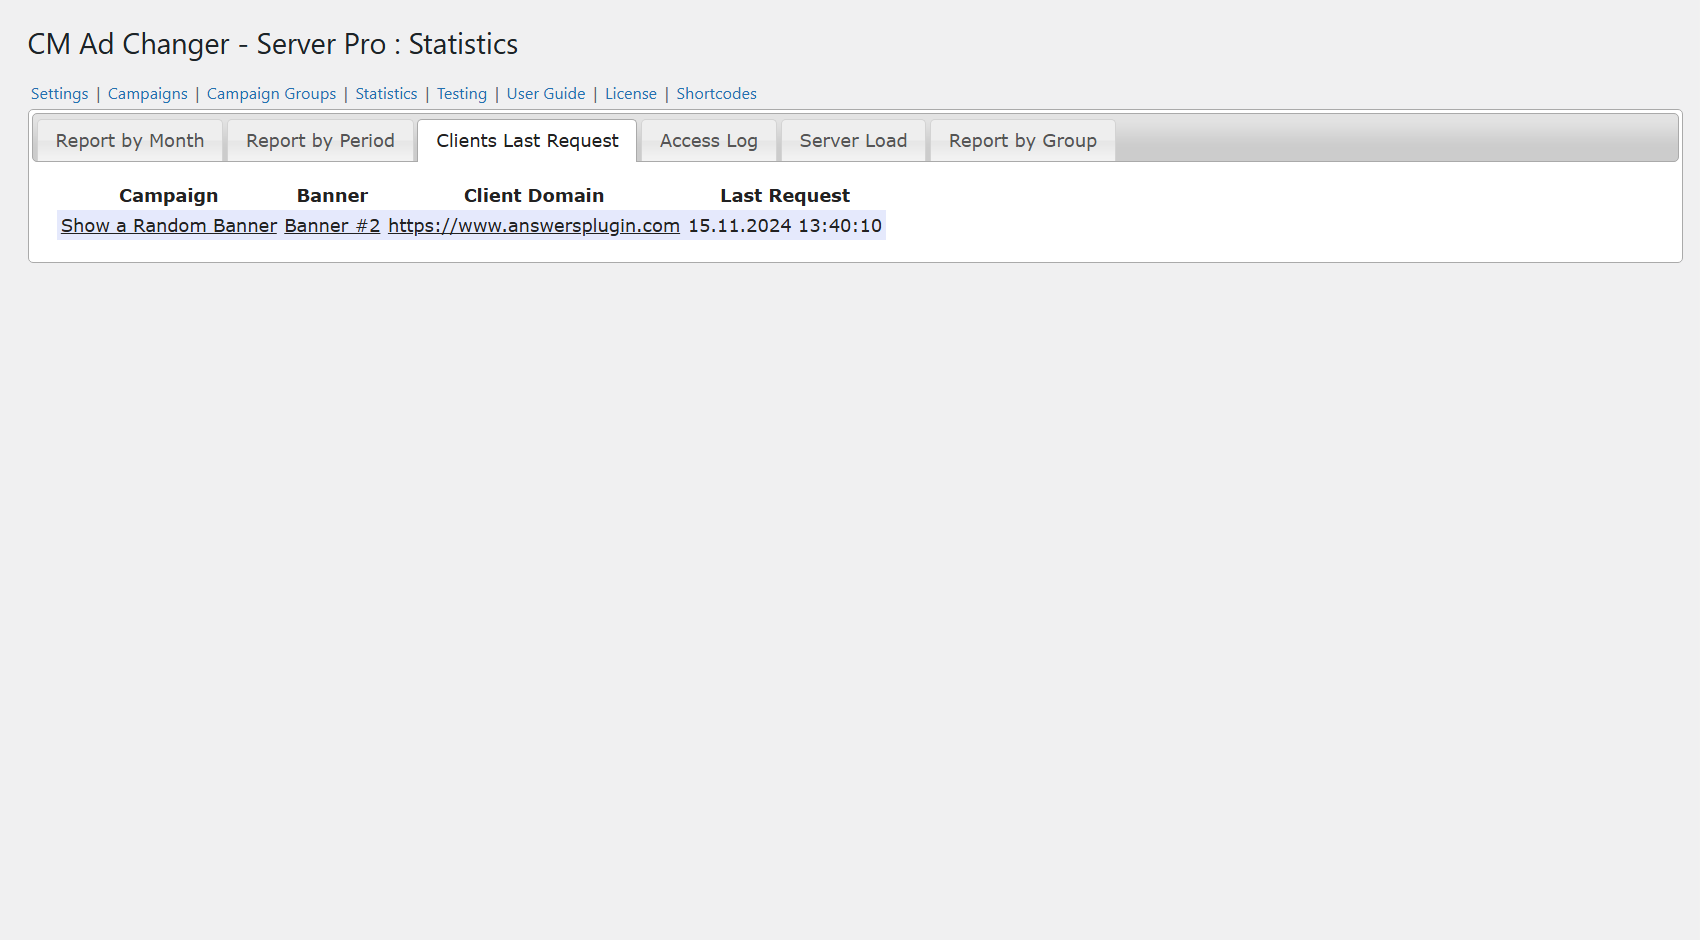 CM Ad Changer - Server Pro : Statistics
Settings | Campaigns | Campaign Groups | Statistics | Testing | User Guide | License | Shortcodes
Report by Month Report by Period Clients Last Request Access Log Server Load Report by Group
Campaign Banner Client Domain Last Request
Show a Random Banner Banner #2 https://www.answersplugin.com 15.11.2024 13:40:10